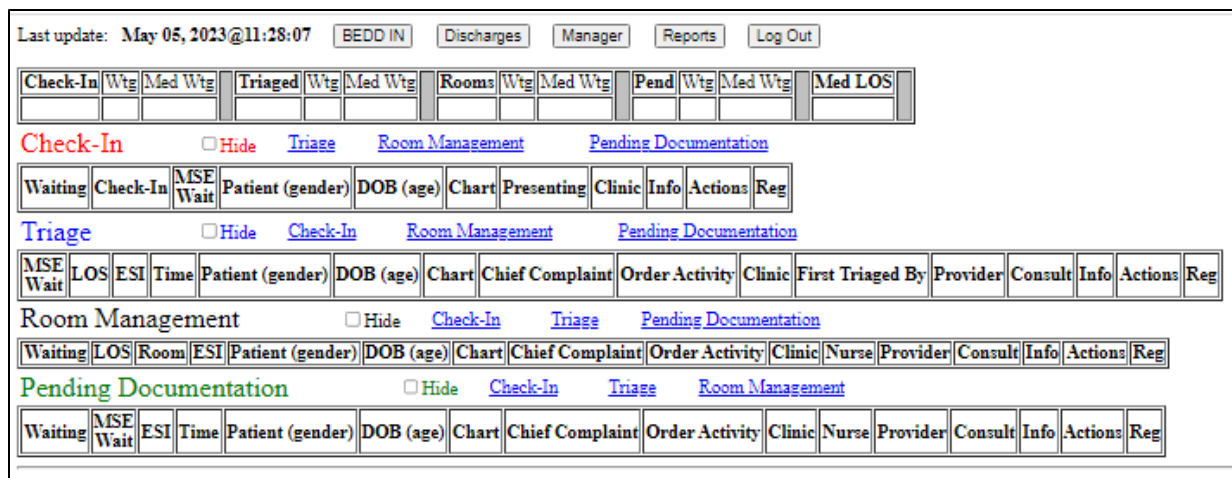 Last update: May 05, 2023@11:28:07 BEDD IN Discharges Manager Reports Log Out
Check-In Wtg Med Wtg Triaged Wtg Med Wtg Rooms Wtg Med Wtg Pend Wtg Med Wtg Med LOS
Check-In Hide Triage Room Management Pending Documentation
Waiting Check-In MSE Wait Patient (gender) DOB (age) Chart Presenting Clinic Info Actions Reg
Triage Hide Check-In Room Management Pending Documentation
MSE Wait LOS ESI Time Patient (gender) DOB (age) Chart Chief Complaint Order Activity Clinic First Triaged By Provider Consult Info Actions Reg
Room Management Hide Check-In Triage Pending Documentation
Waiting LOS Room ESI Patient (gender) DOB (age) Chart Chief Complaint Order Activity Clinic Nurse Provider Consult Info Actions Reg
Pending Documentation Hide Check-In Triage Room Management
Waiting MSE Wait ESI Time Patient (gender) DOB (age) Chart Chief Complaint Order Activity Clinic Nurse Provider Consult Info Actions Reg